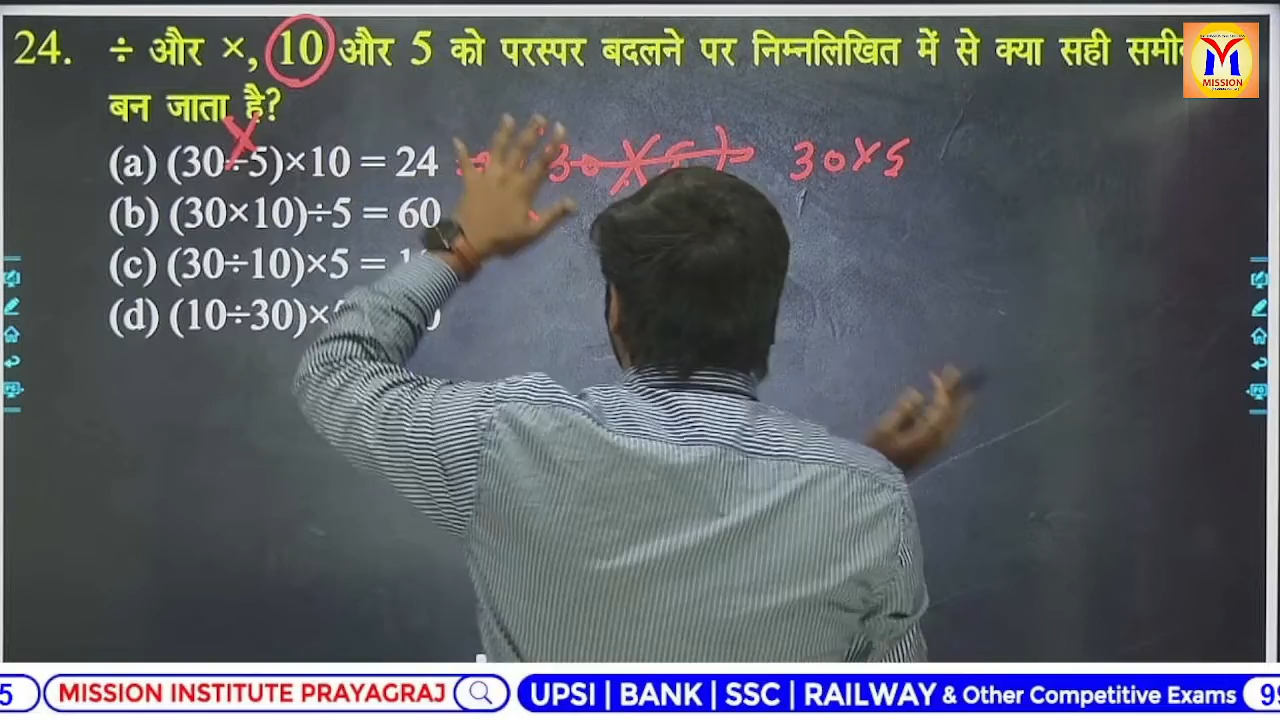 24. ÷ और ×, 10 और 5 को परस्पर बदलने पर निम्नलिखित में से क्या सही
बन जाता है?
(a) (30÷5)×10 = 24
(b) (30×10)÷5 = 60
(c) (30÷10)×5 =
(d) (10÷30)×
×
30×5
MISSION
MISSION INSTITUTE PRAYAGRAJ
UPSI | BANK | SSC | RAILWAY & Other Competitive Exams